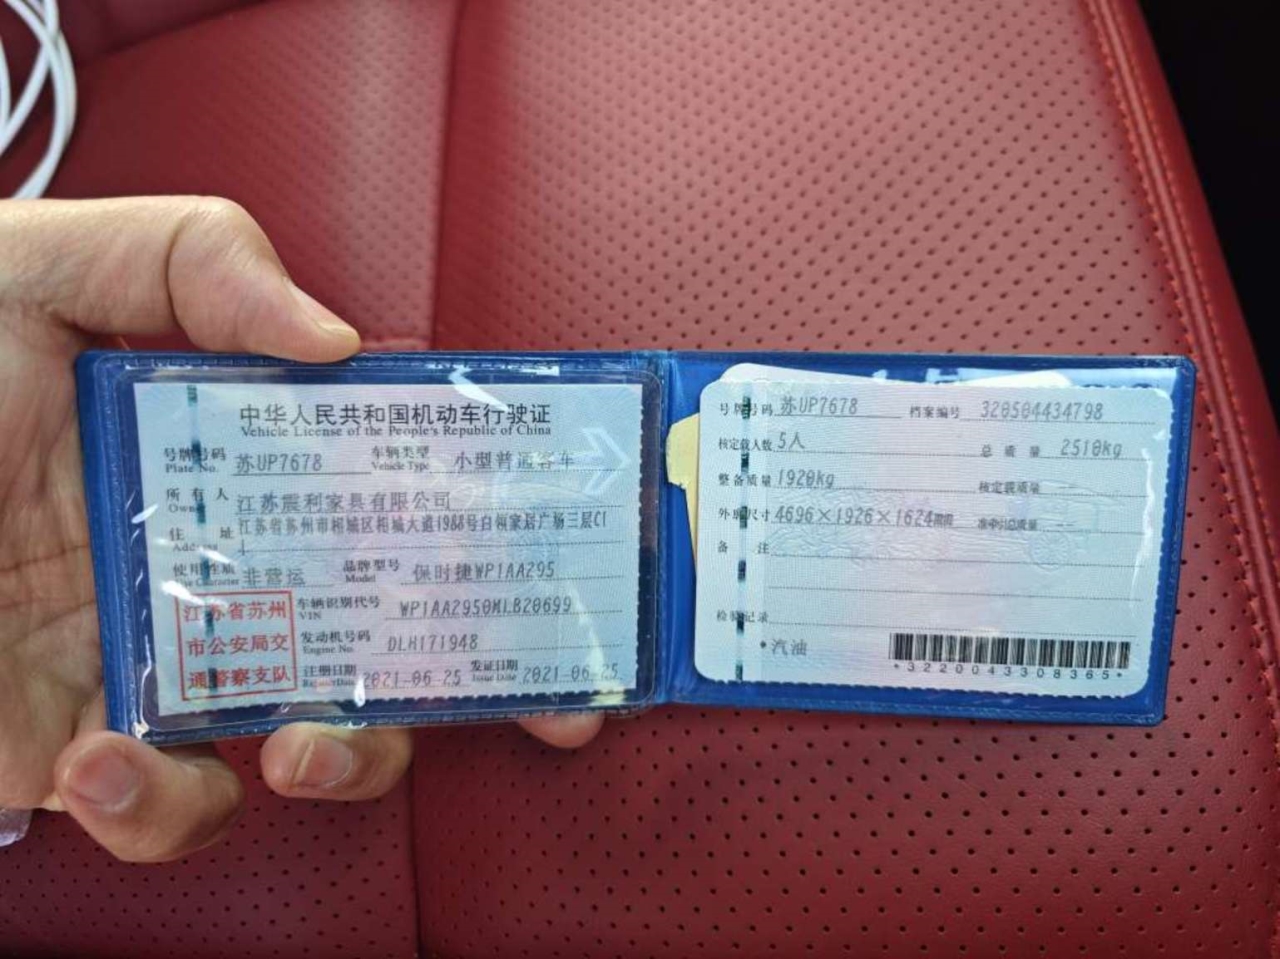 中华人民共和国机动车行驶证
Vehicle License of the People's Republic of China
号牌号码 苏UP7678 车辆类型 小型普通客车
Plate No. Vehicle Type
所有人 江苏震利家具有限公司
Owner
住址 江苏省苏州市相城区相城大道1988号白领家居广场三层C1
Address
使用性质 非营运 品牌型号 保时捷WP1AA295
Use Character Model
江苏省苏州
市公安局交
通警察支队
车辆识别代号 WP1AA2950MLB20699
VIN
发动机号码 DLH171948
Engine No.
注册日期 2021-06-25 发证日期 2021-06-25
Register Date Issue Date
号牌号码 苏UP7678 档案编号 320504434798
核定载人数 5人 总质量 2510kg
整备质量 1920kg 核定载质量
外廓尺寸 4696×1926×1624mm 准牵引总质量 --
备注
检验记录
*汽油
*3220043308365*